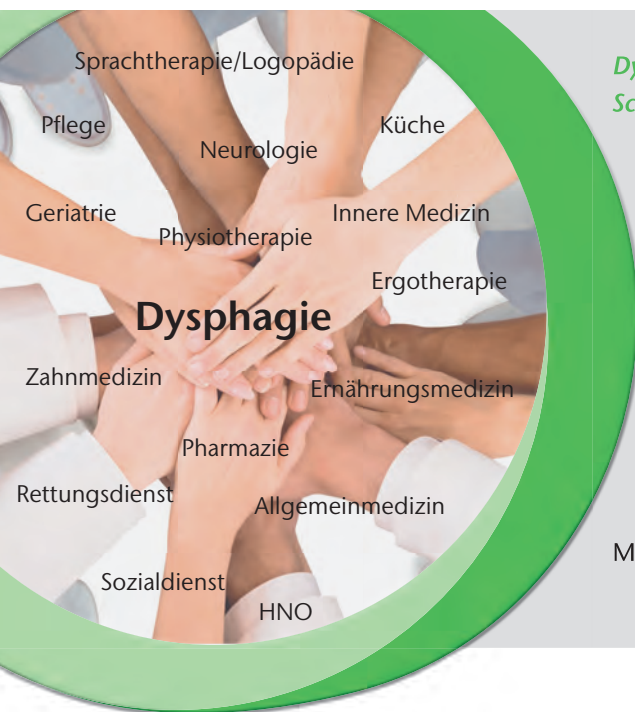 Sprachtherapie/Logopädie
Pflege
Küche
Neurologie
Geriatrie
Innere Medizin
Physiotherapie
Ergotherapie
Dysphagie
Zahnmedizin
Ernährungsmedizin
Pharmazie
Rettungsdienst
Allgemeinmedizin
Sozialdienst
HNO